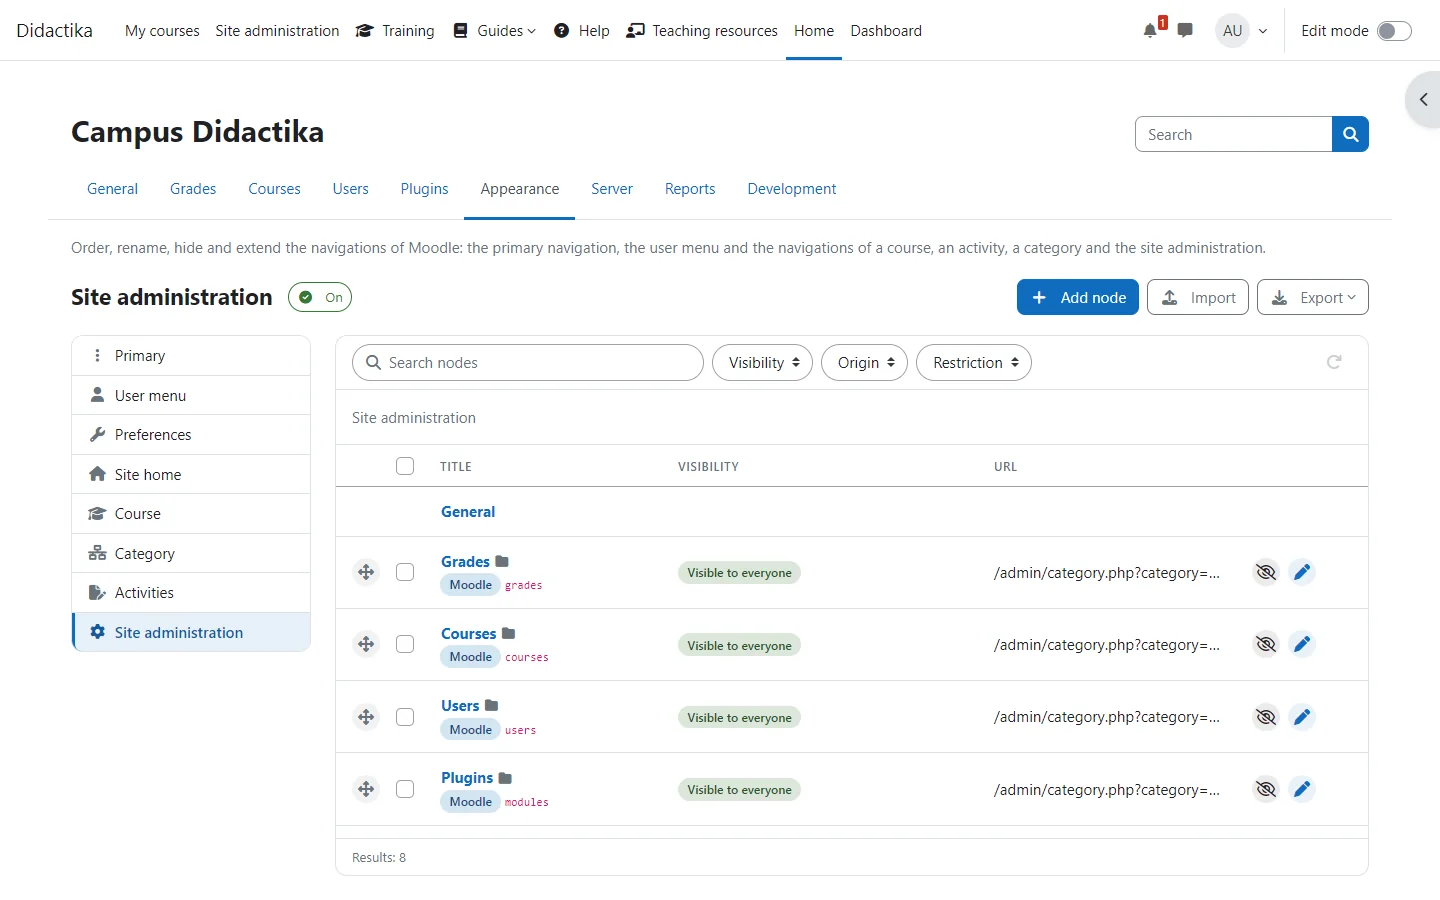 Didactika
My courses
Site administration
Training
Guides
Help
Teaching resources
Home
Dashboard
1
AU
Edit mode
Campus Didactika
Search
General
Grades
Courses
Users
Plugins
Appearance
Server
Reports
Development
Order, rename, hide and extend the navigations of Moodle: the primary navigation, the user menu and the navigations of a course, an activity, a category and the site administration.
Site administration
On
Add node
Import
Export
Primary
User menu
Preferences
Site home
Course
Category
Activities
Site administration
Search nodes
Visibility
Origin
Restriction
Site administration
TITLE
VISIBILITY
URL
General
Grades
Moodle grades
Visible to everyone
/admin/category.php?category=...
Courses
Moodle courses
Visible to everyone
/admin/category.php?category=...
Users
Moodle users
Visible to everyone
/admin/category.php?category=...
Plugins
Moodle modules
Visible to everyone
/admin/category.php?category=...
Results: 8